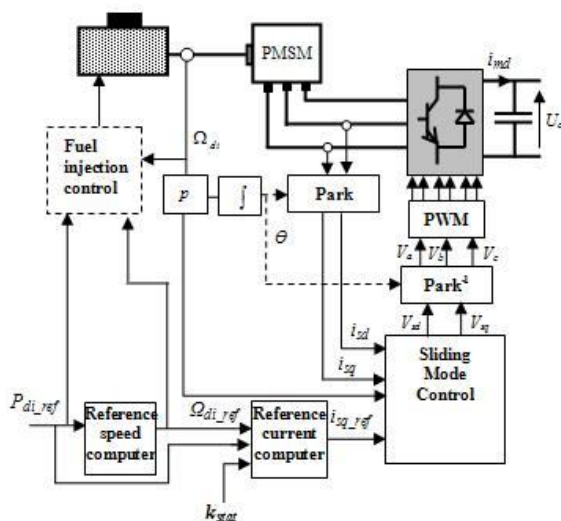 PMSM
i_md
U_d
Ω_di
Fuel
injection
control
p
∫
Park
PWM
θ
V_a V_b V_c
Park⁻¹
V_sd V_sq
i_sd
i_sq
Sliding
Mode
Control
P_di_ref
Reference
speed
computer
Ω_di_ref
Reference
current
computer
i_sq_ref
k_stat